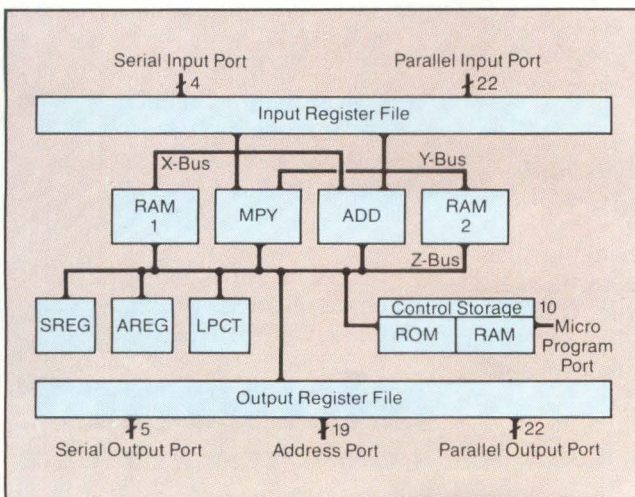 Serial Input Port
Parallel Input Port
4
22
Input Register File
X-Bus
Y-Bus
RAM
1
MPY
ADD
RAM
2
Z-Bus
SREG
AREG
LPCT
Control Storage
10
ROM
RAM
Micro
Program
Port
Output Register File
5
19
22
Serial Output Port
Address Port
Parallel Output Port